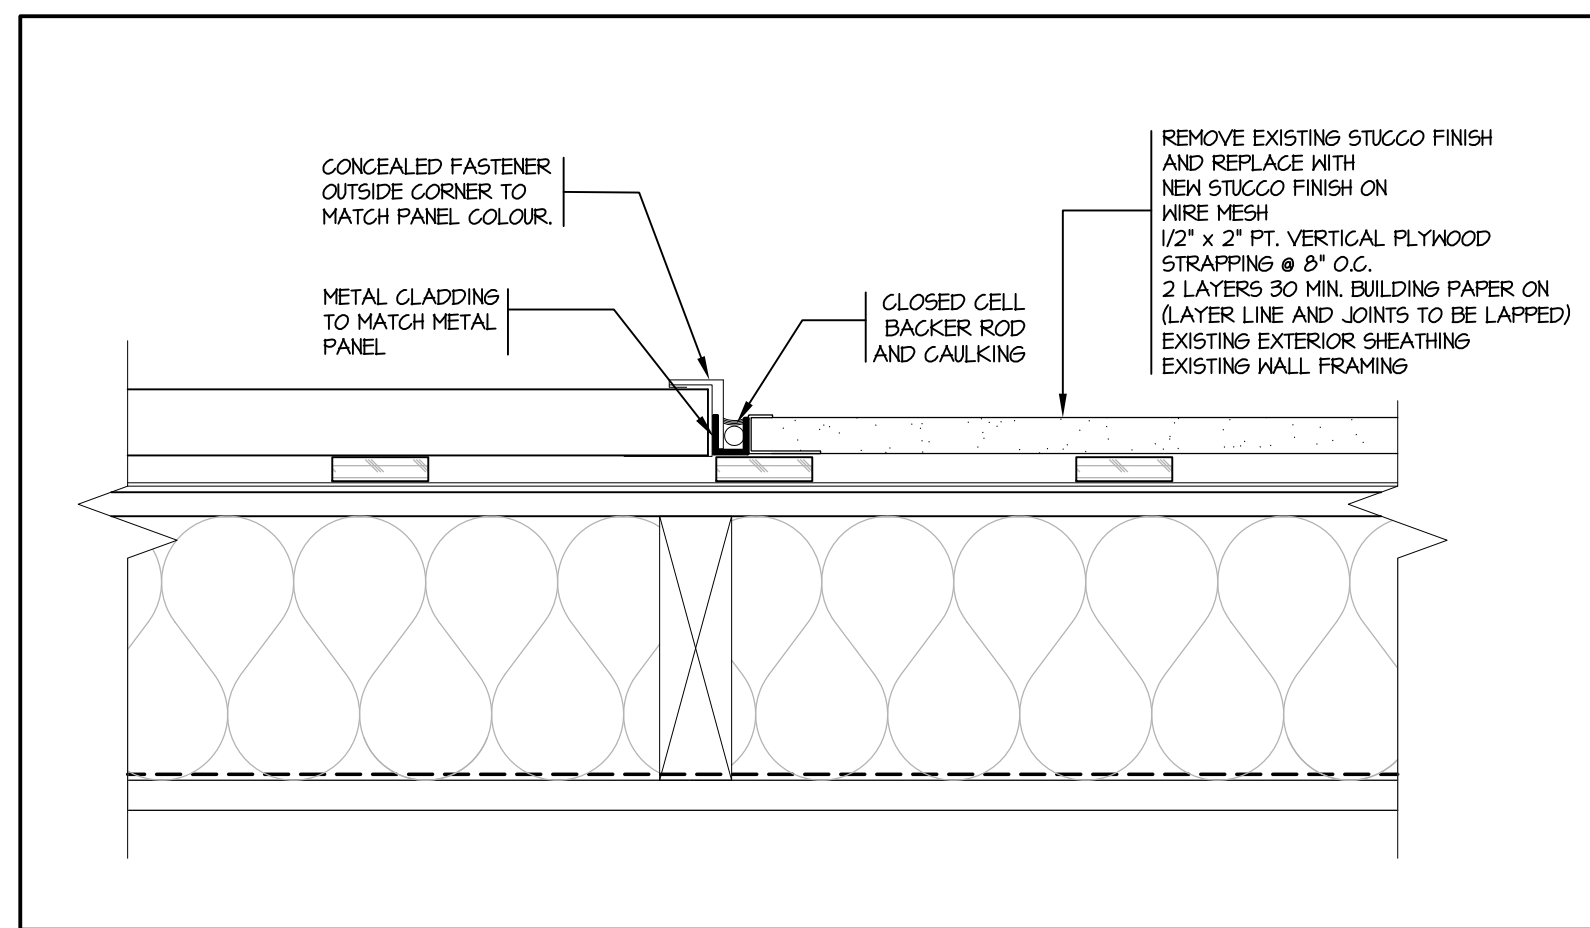 CONCEALED FASTENER
OUTSIDE CORNER TO
MATCH PANEL COLOUR.
METAL CLADDING
TO MATCH METAL
PANEL
CLOSED CELL
BACKER ROD
AND CAULKING
REMOVE EXISTING STUCCO FINISH
AND REPLACE WITH
NEW STUCCO FINISH ON
WIRE MESH
1/2" x 2" PT. VERTICAL PLYWOOD
STRAPPING @ 8" O.C.
2 LAYERS 30 MIN. BUILDING PAPER ON
(LAYER LINE AND JOINTS TO BE LAPPED)
EXISTING EXTERIOR SHEATHING
EXISTING WALL FRAMING